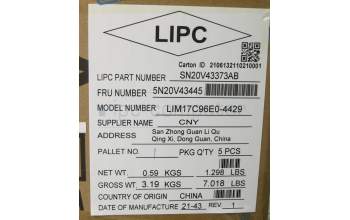 LIPC
Carton ID 2106132110210001
LIPC PART NUMBER SN20V43373AB
FRU NUMBER 5N20V43445
MODEL NUMBER LIM17C96E0-4429
SUPPLIER NAME CNY
ADDRESS San Zhong Guan Li Qu
Qing Xi, Dong Guan, China
PALLET NO. / PKG Q'TY 5 PCS
NET WT. 0.59 KGS 1.298 LBS
GROSS WT. 3.19 KGS 7.018 LBS
COUNTRY OF ORIGIN CHINA
DATE OF MANUFACTURE 21-43 REV. 1